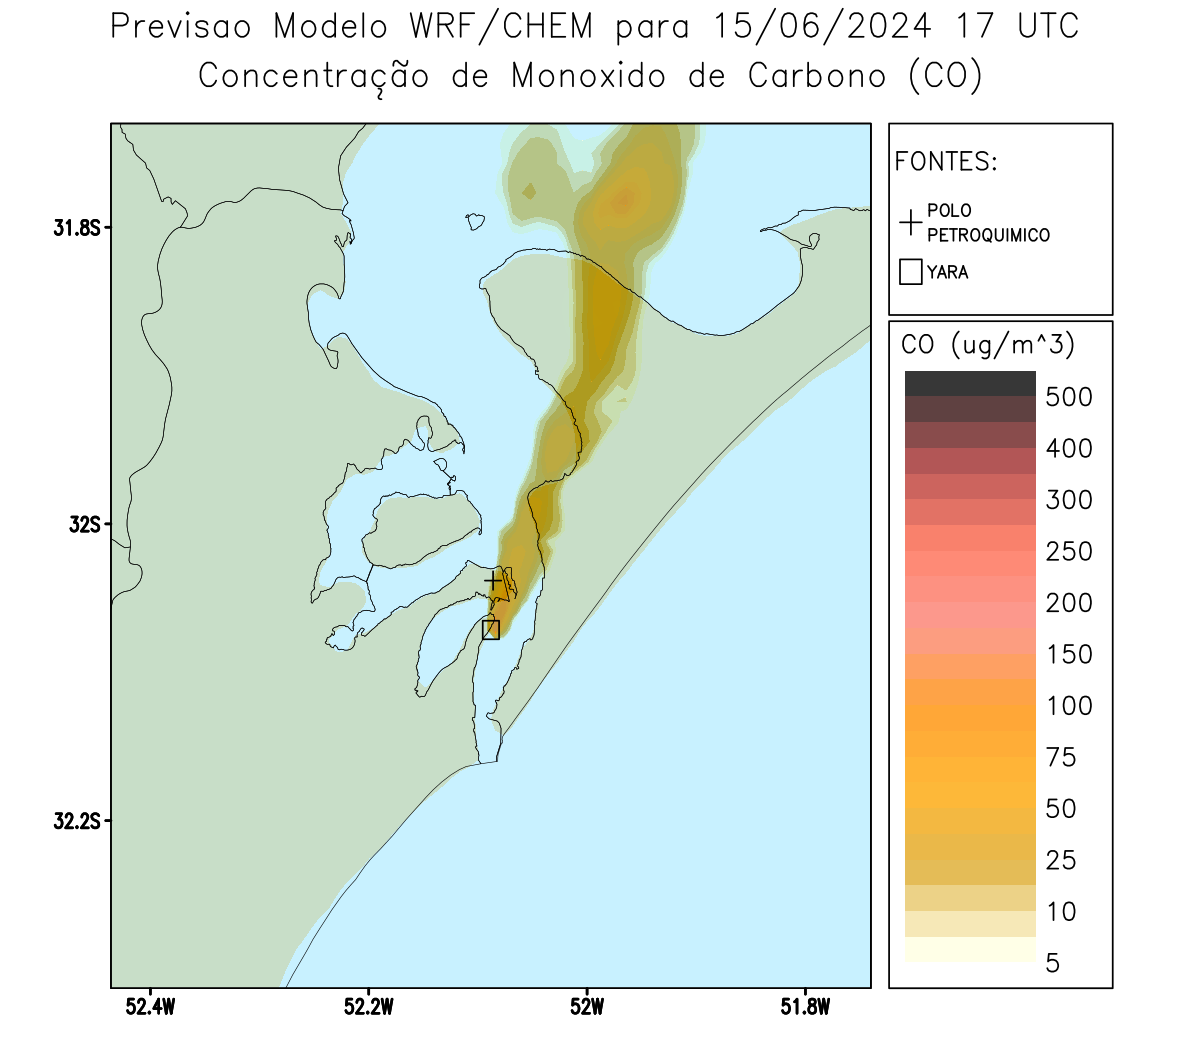 Previsao Modelo WRF/CHEM para 15/06/2024 17 UTC
Concentração de Monoxido de Carbono (CO)
FONTES:
POLO
PETROQUIMICO
YARA
CO (ug/m^3)
500
400
300
250
200
150
100
75
50
25
10
5
31.8S
32S
32.2S
52.4W
52.2W
52W
51.8W